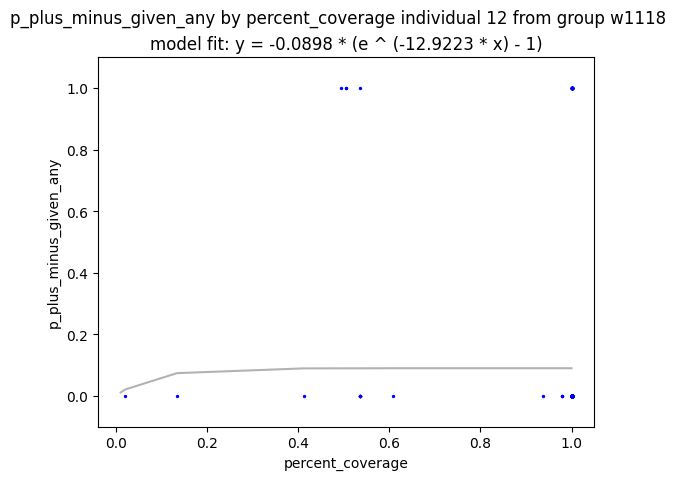 p_plus_minus_given_any by percent_coverage individual 12 from group w1118
model fit: y = -0.0898 * (e ^ (-12.9223 * x) - 1)
1.0
0.8
0.6
0.4
0.2
0.0
p_plus_minus_given_any
0.0 0.2 0.4 0.6 0.8 1.0
percent_coverage